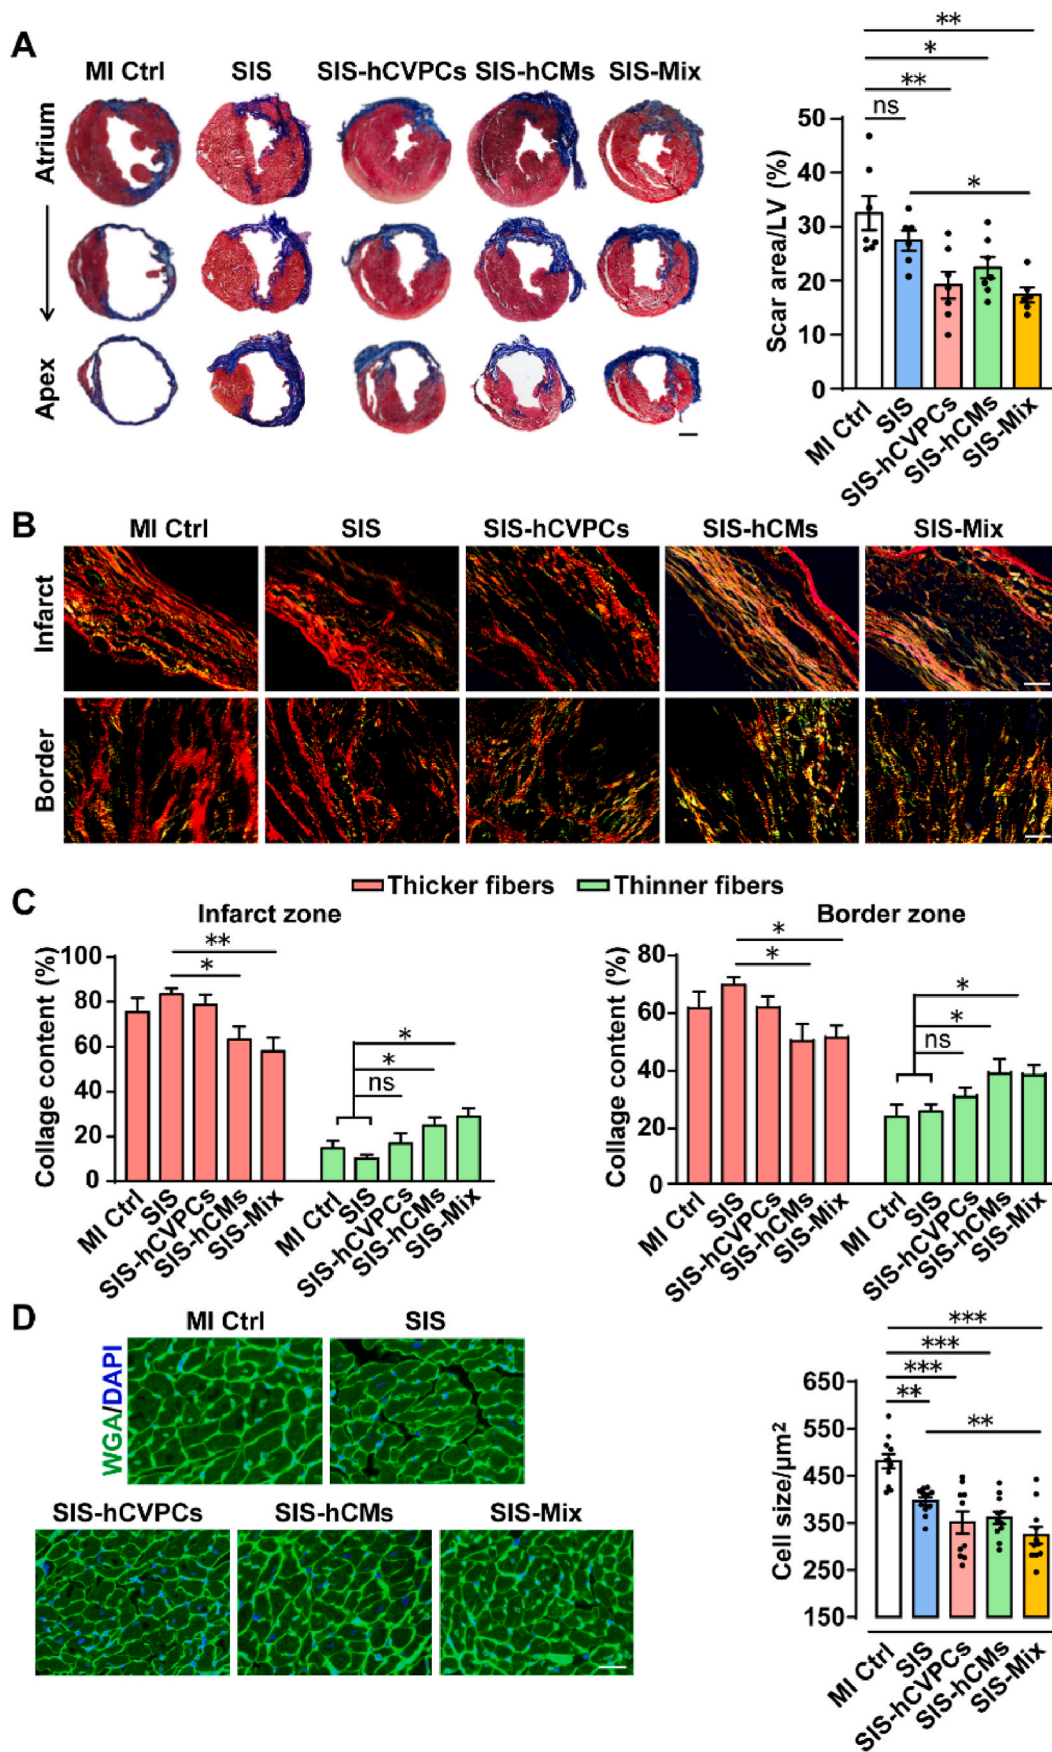 A
MI Ctrl SIS SIS-hCVPCs SIS-hCMs SIS-Mix
Atrium
Apex
**
*
**
ns
*
Scar area/LV (%)
50
40
30
20
10
0
MI Ctrl
SIS
SIS-hCVPCs
SIS-hCMs
SIS-Mix
B
MI Ctrl SIS SIS-hCVPCs SIS-hCMs SIS-Mix
Infarct
Border
Thicker fibers Thinner fibers
C
Infarct zone
Collage content (%)
100
80
60
40
20
0
**
*
*
*
ns
MI Ctrl
SIS
SIS-hCVPCs
SIS-hCMs
SIS-Mix
MI Ctrl
SIS
SIS-hCVPCs
SIS-hCMs
SIS-Mix
Border zone
Collage content (%)
80
60
40
20
0
*
*
*
*
ns
MI Ctrl
SIS
SIS-hCVPCs
SIS-hCMs
SIS-Mix
MI Ctrl
SIS
SIS-hCVPCs
SIS-hCMs
SIS-Mix
D
MI Ctrl SIS
WGA/DAPI
SIS-hCVPCs SIS-hCMs SIS-Mix
***
***
***
**
**
Cell size/μm²
650
550
450
350
250
150
MI Ctrl
SIS
SIS-hCVPCs
SIS-hCMs
SIS-Mix